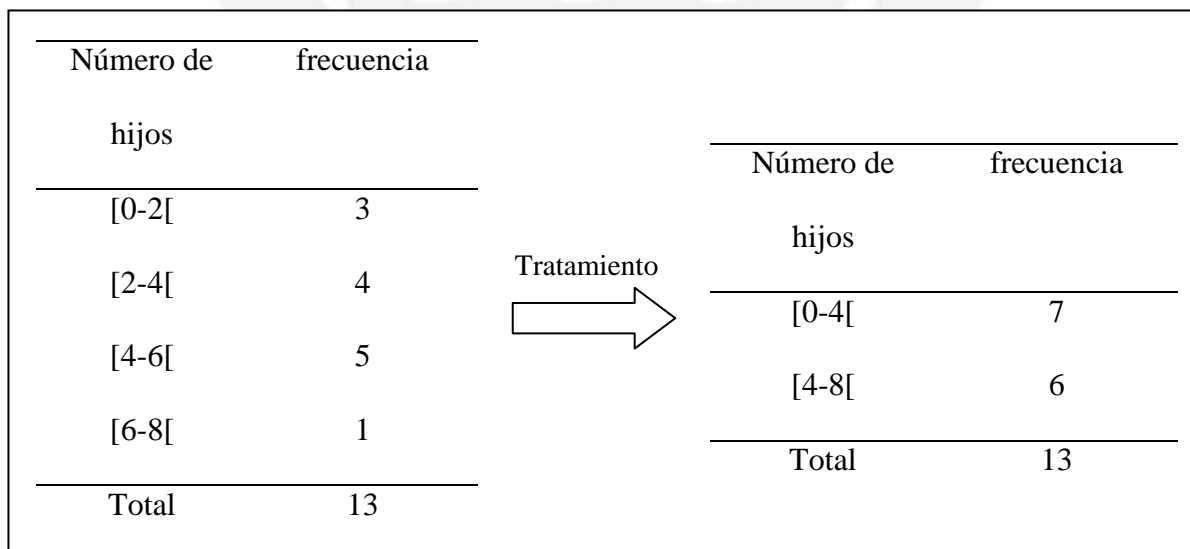 Número de frecuencia
hijos
[0-2[ 3
[2-4[ 4
[4-6[ 5
[6-8[ 1
Total 13
Tratamiento
Número de frecuencia
hijos
[0-4[ 7
[4-8[ 6
Total 13